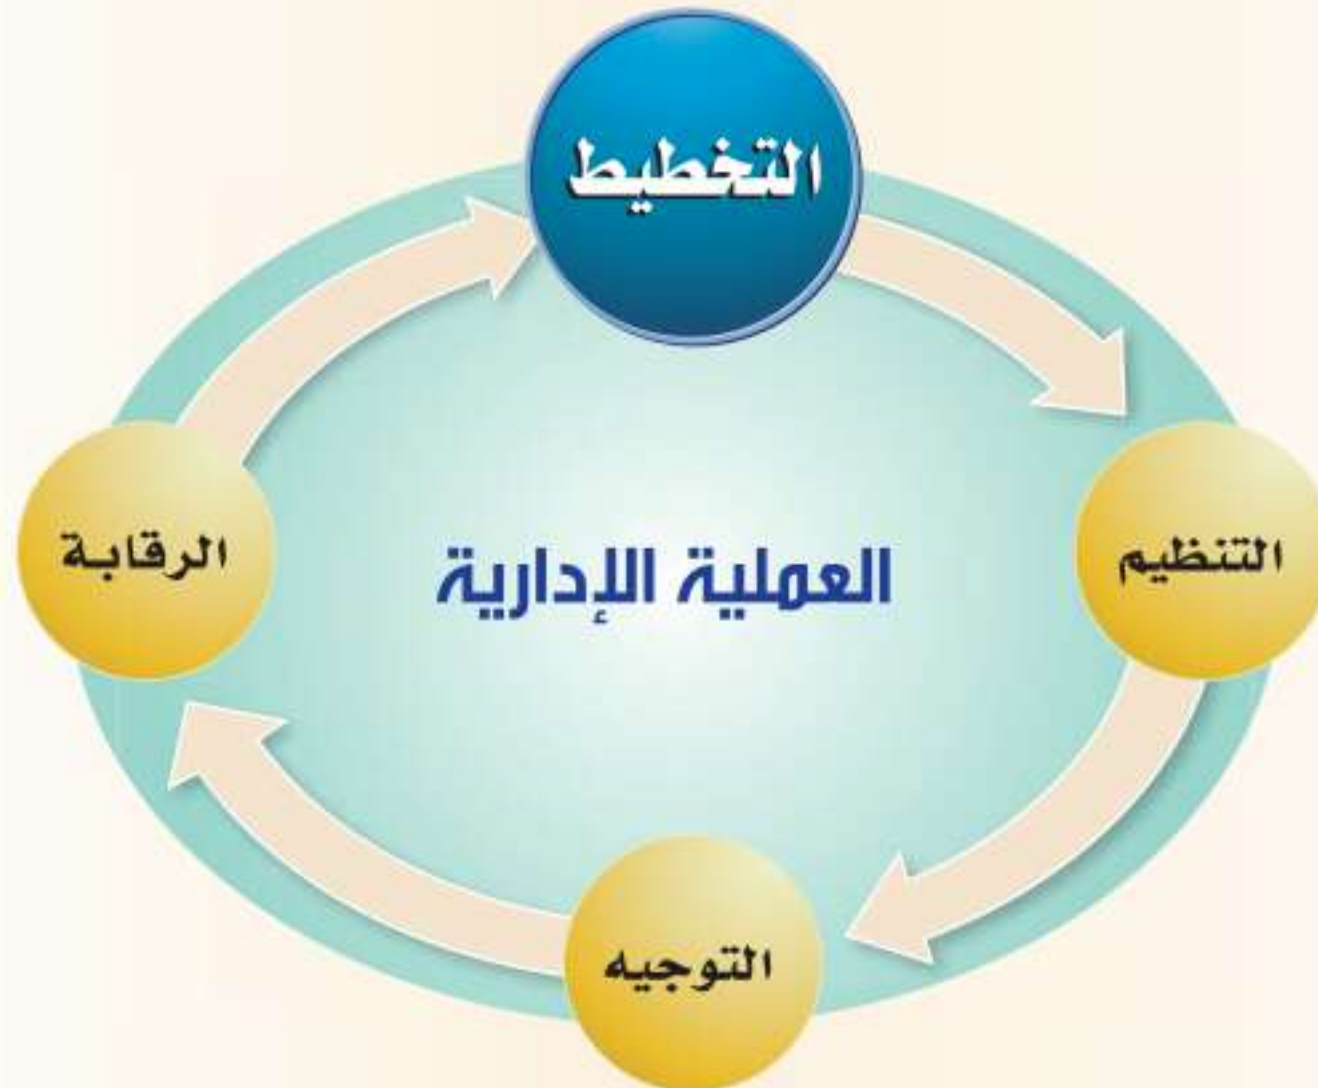 التخطيط
التنظيم
العملية الإدارية
الرقابة
التوجيه